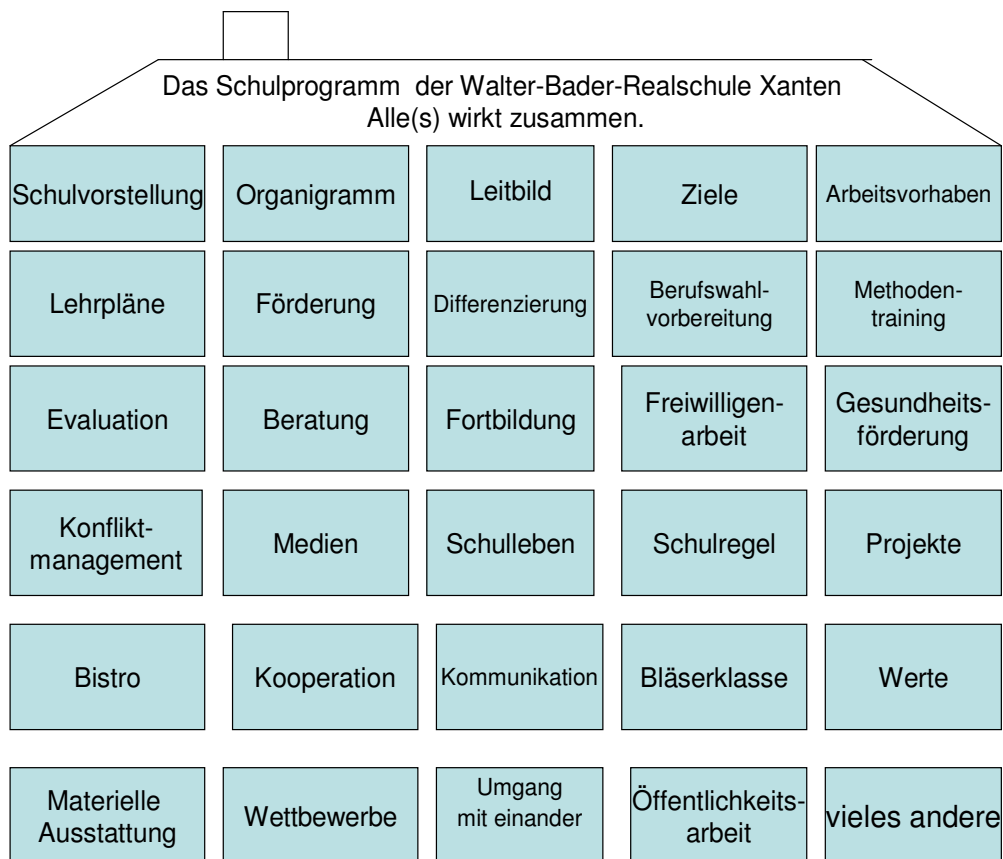 Das Schulprogramm der Walter-Bader-Realschule Xanten
Alle(s) wirkt zusammen.
Schulvorstellung
Organigramm
Leitbild
Ziele
Arbeitsvorhaben
Lehrpläne
Förderung
Differenzierung
Berufswahl-
vorbereitung
Methoden-
training
Evaluation
Beratung
Fortbildung
Freiwilligen-
arbeit
Gesundheits-
förderung
Konflikt-
management
Medien
Schulleben
Schulregel
Projekte
Bistro
Kooperation
Kommunikation
Bläserklasse
Werte
Materielle
Ausstattung
Wettbewerbe
Umgang
mit einander
Öffentlichkeits-
arbeit
vieles andere